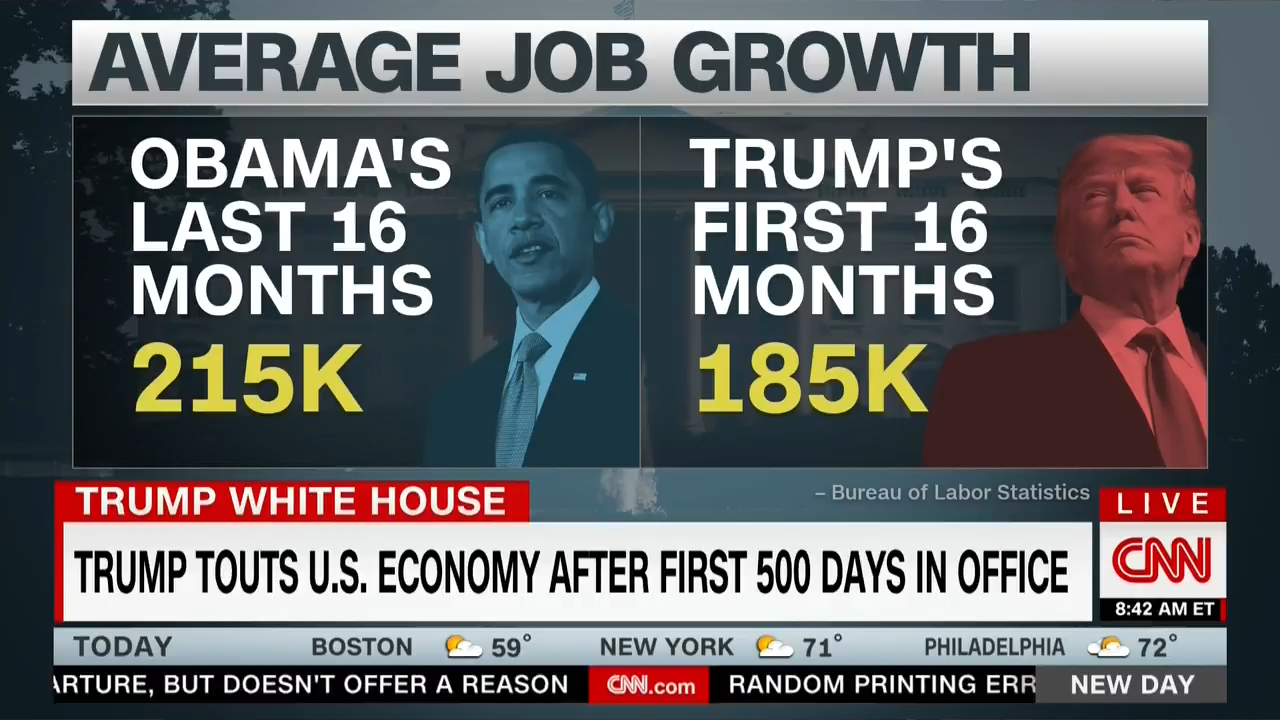 AVERAGE JOB GROWTH
OBAMA'S
LAST 16
MONTHS
215K
TRUMP'S
FIRST 16
MONTHS
185K
– Bureau of Labor Statistics
TRUMP WHITE HOUSE
TRUMP TOUTS U.S. ECONOMY AFTER FIRST 500 DAYS IN OFFICE
LIVE
CNN
8:42 AM ET
TODAY BOSTON 59° NEW YORK 71° PHILADELPHIA 72°
ARTURE, BUT DOESN'T OFFER A REASON CNN.com RANDOM PRINTING ERR NEW DAY